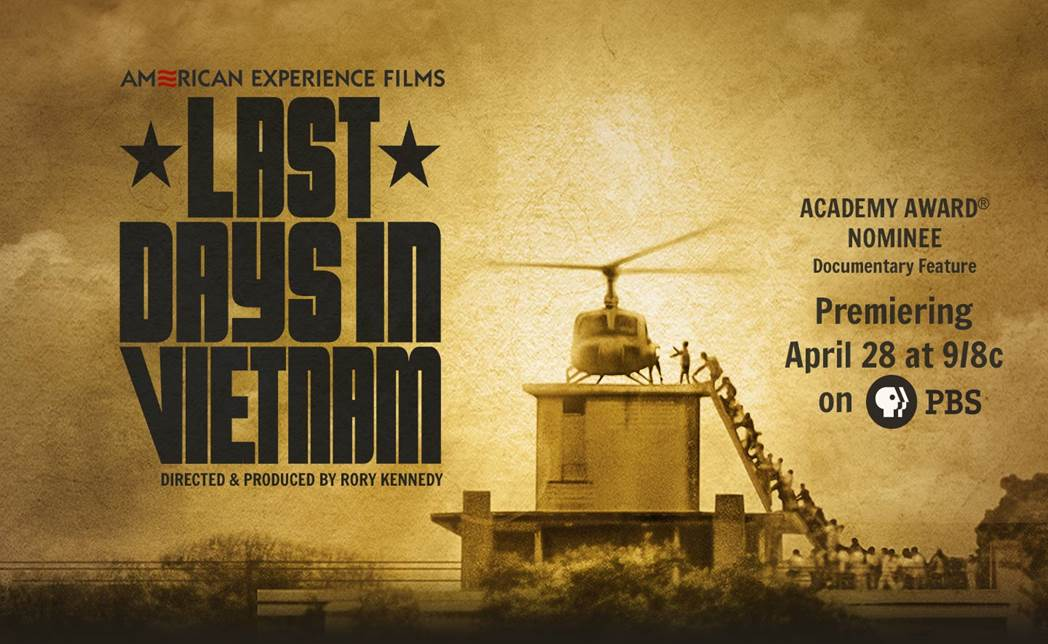 AMERICAN EXPERIENCE FILMS
LAST
DAYS IN
VIETNAM
DIRECTED & PRODUCED BY RORY KENNEDY
ACADEMY AWARD®
NOMINEE
Documentary Feature
Premiering
April 28 at 9/8c
on PBS